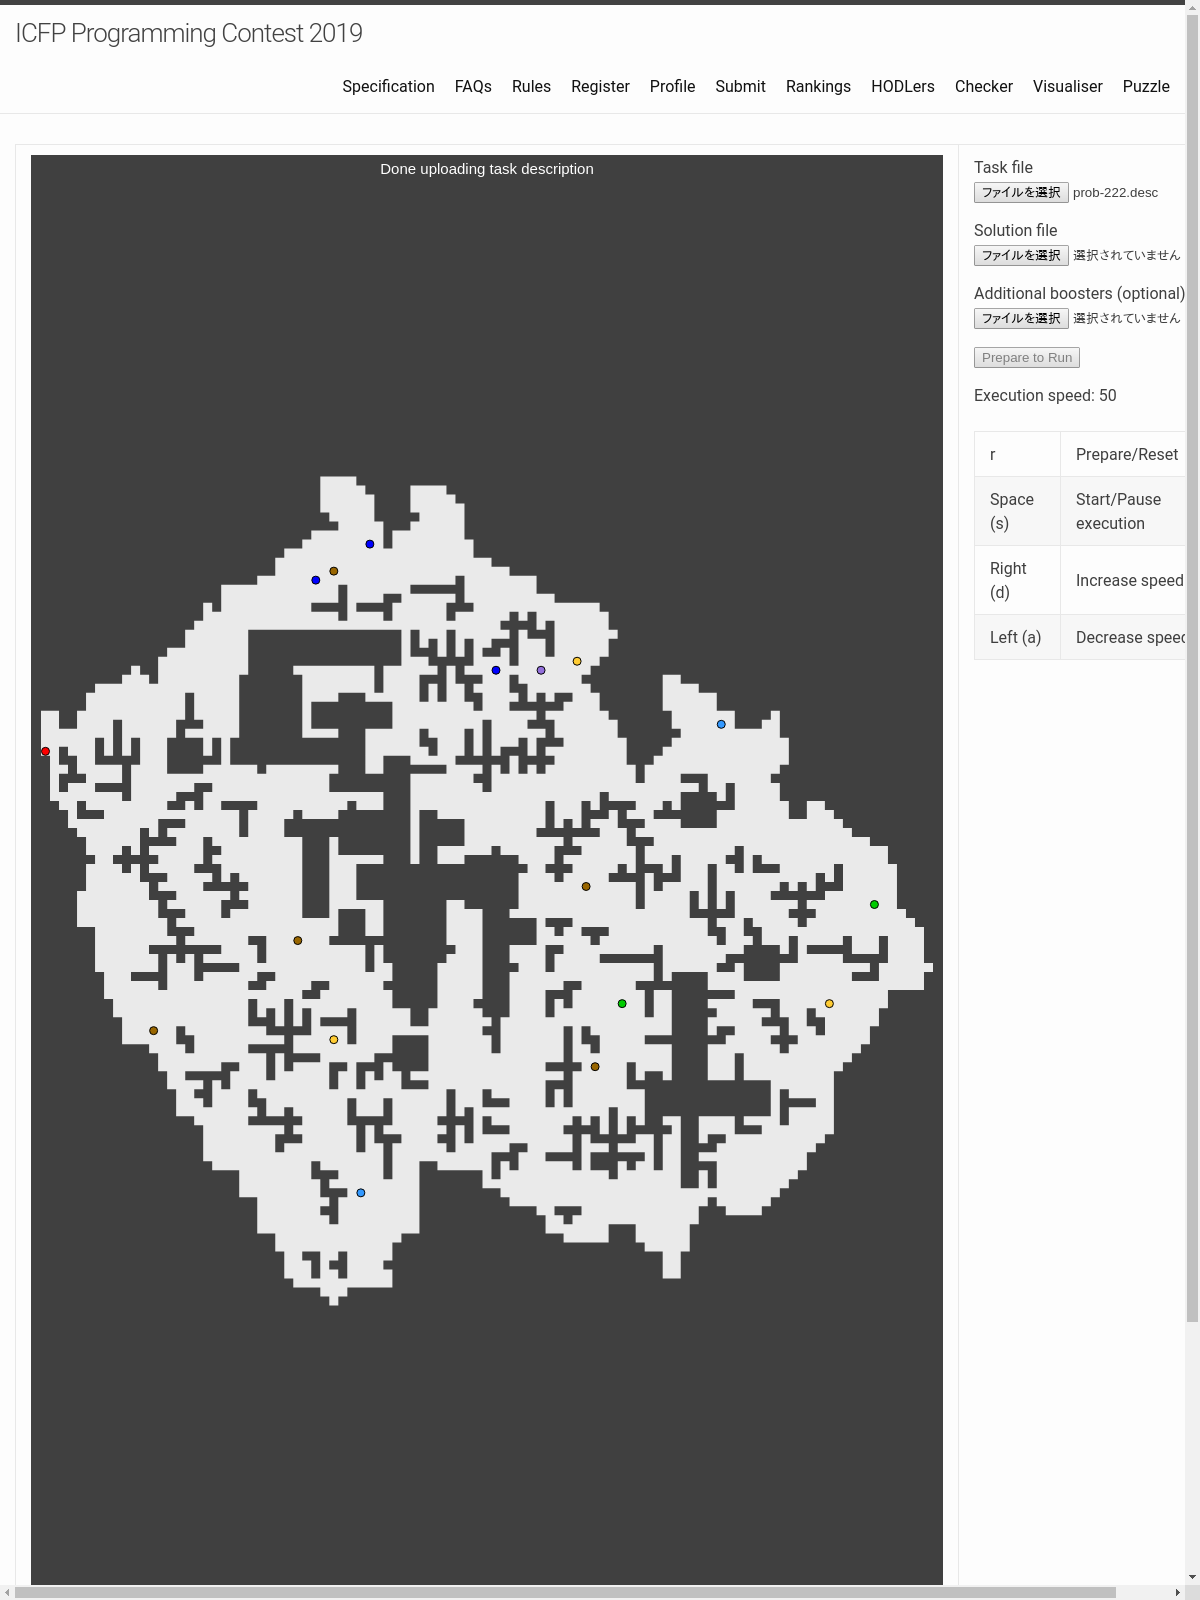 ICFP Programming Contest 2019
Specification FAQs Rules Register Profile Submit Rankings HODLers Checker Visualiser Puzzle
Done uploading task description
Task file
ファイルを選択 prob-222.desc
Solution file
ファイルを選択 選択されていません
Additional boosters (optional)
ファイルを選択 選択されていません
Prepare to Run
Execution speed: 50
r Prepare/Reset
Space (s) Start/Pause execution
Right (d) Increase speed
Left (a) Decrease speed